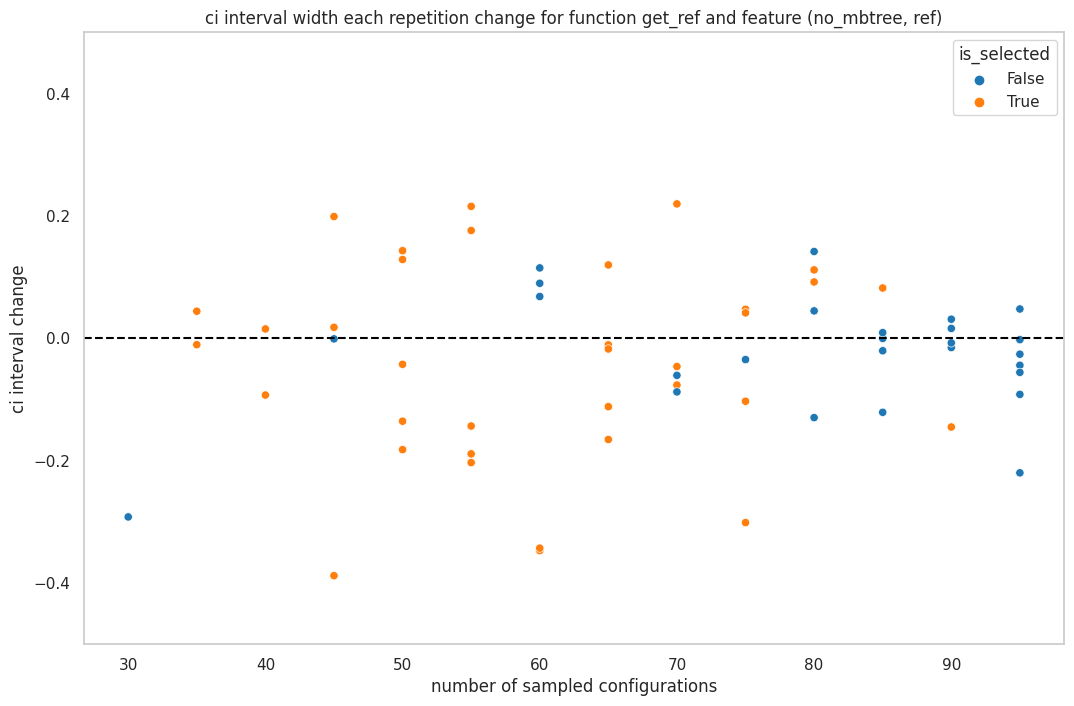 ci interval width each repetition change for function get_ref and feature (no_mbtree, ref)
is_selected
False
True
ci interval change
0.4
0.2
0.0
−0.2
−0.4
30
40
50
60
70
80
90
number of sampled configurations